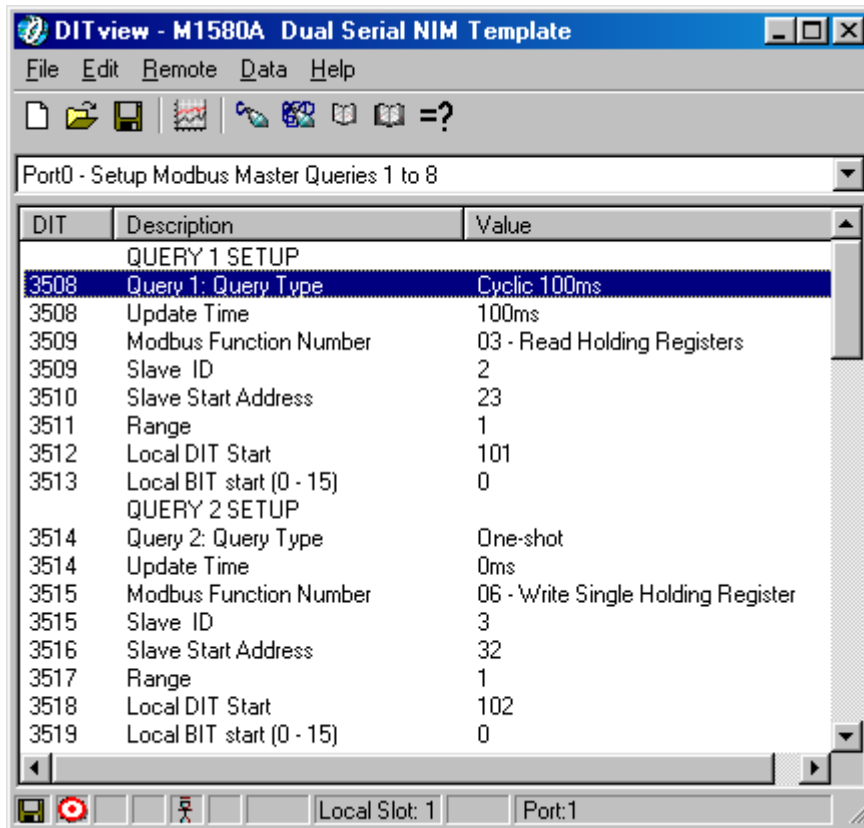 DITview - M1580A Dual Serial NIM Template
File Edit Remote Data Help
=?
Port0 - Setup Modbus Master Queries 1 to 8
DIT Description Value
QUERY 1 SETUP
3508 Query 1: Query Type Cyclic 100ms
3508 Update Time 100ms
3509 Modbus Function Number 03 - Read Holding Registers
3509 Slave ID 2
3510 Slave Start Address 23
3511 Range 1
3512 Local DIT Start 101
3513 Local BIT start (0 - 15) 0
QUERY 2 SETUP
3514 Query 2: Query Type One-shot
3514 Update Time 0ms
3515 Modbus Function Number 06 - Write Single Holding Register
3515 Slave ID 3
3516 Slave Start Address 32
3517 Range 1
3518 Local DIT Start 102
3519 Local BIT start (0 - 15) 0
Local Slot: 1 Port:1